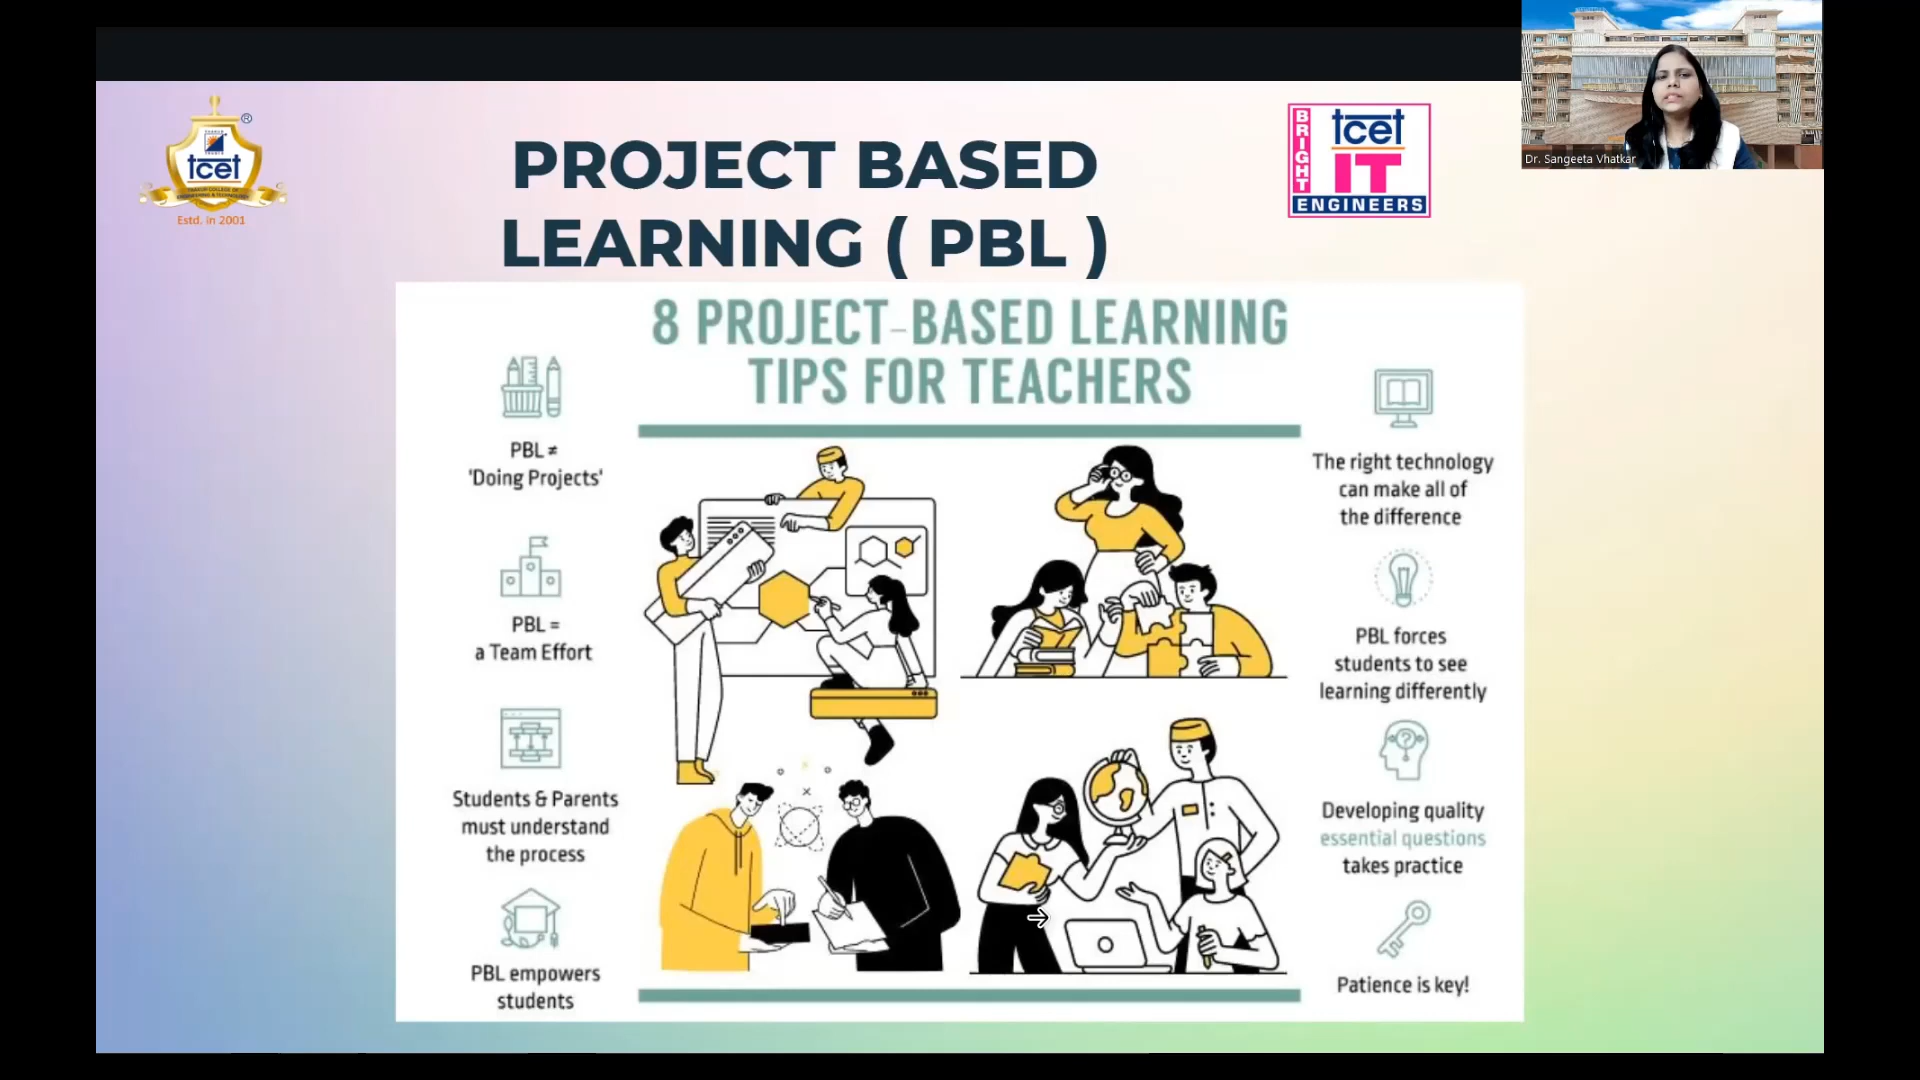 PROJECT BASED
LEARNING ( PBL )
®
tcet
Estd. in 2001
BRIGHT
tcet
IT
ENGINEERS
Dr. Sangeeta Vhatkar
8 PROJECT-BASED LEARNING
TIPS FOR TEACHERS
PBL ≠
'Doing Projects'
PBL =
a Team Effort
Students & Parents
must understand
the process
PBL empowers
students
The right technology
can make all of
the difference
PBL forces
students to see
learning differently
Developing quality
essential questions
takes practice
Patience is key!